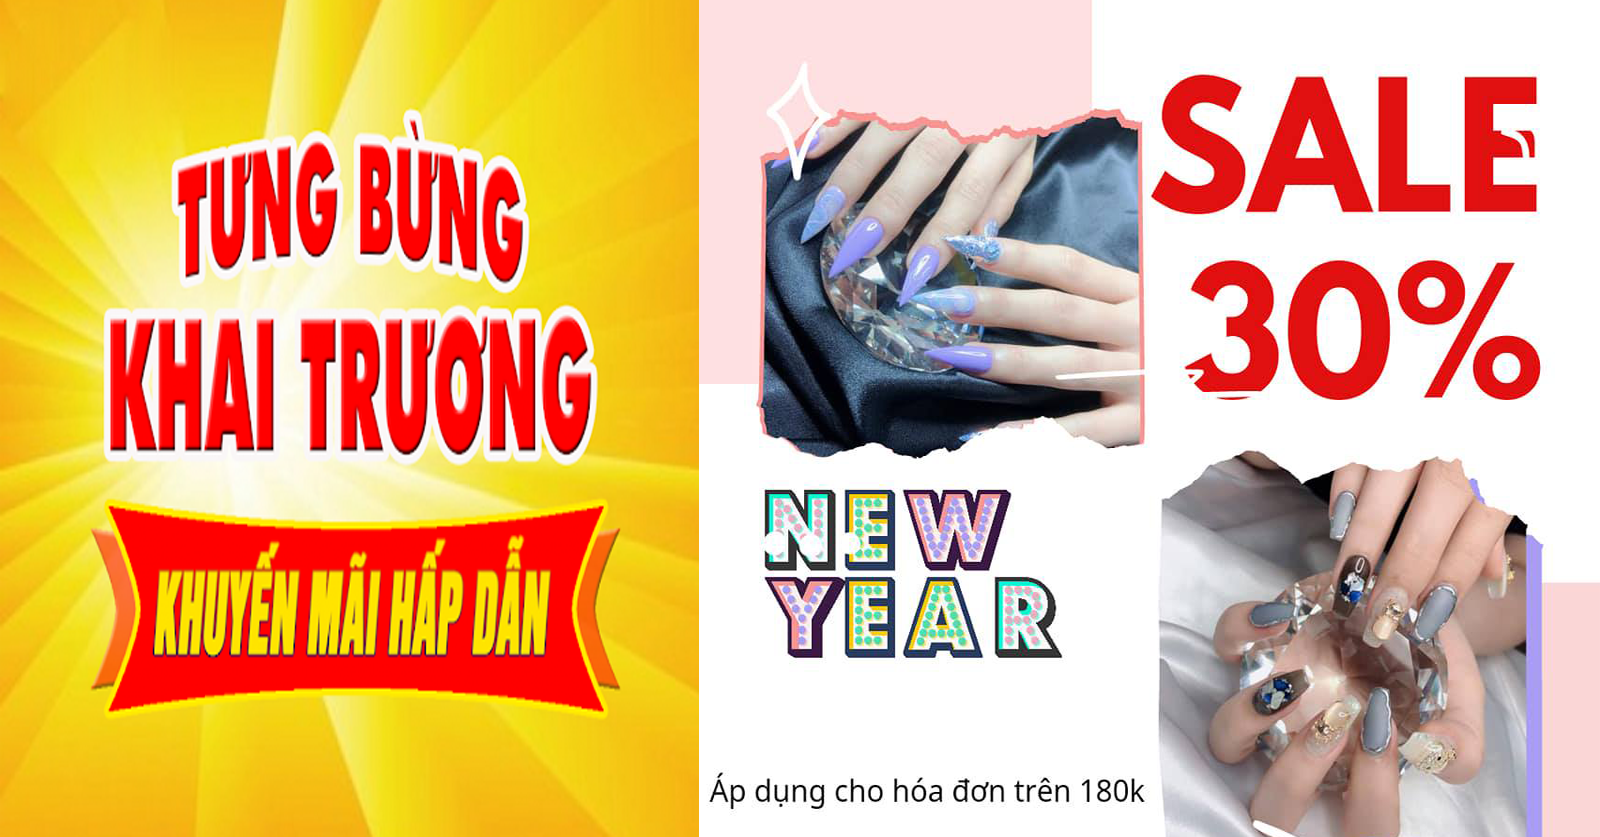 TƯNG BỪNG
KHAI TRƯƠNG
KHUYẾN MÃI HẤP DẪN
SALE
30%
NEW
YEAR
Áp dụng cho hóa đơn trên 180k